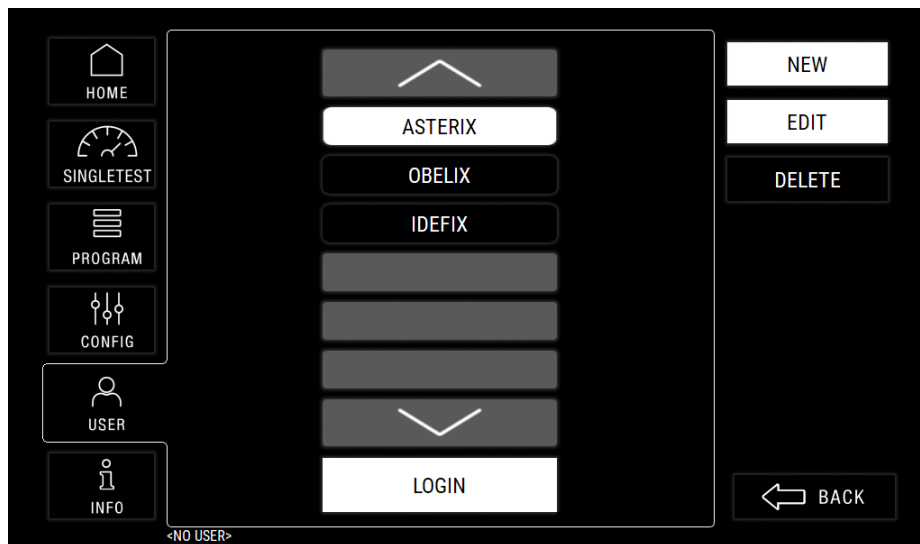 HOME
SINGLETEST
PROGRAM
CONFIG
USER
INFO
ASTERIX
OBELIX
IDEFIX
LOGIN
NEW
EDIT
DELETE
BACK
<NO USER>